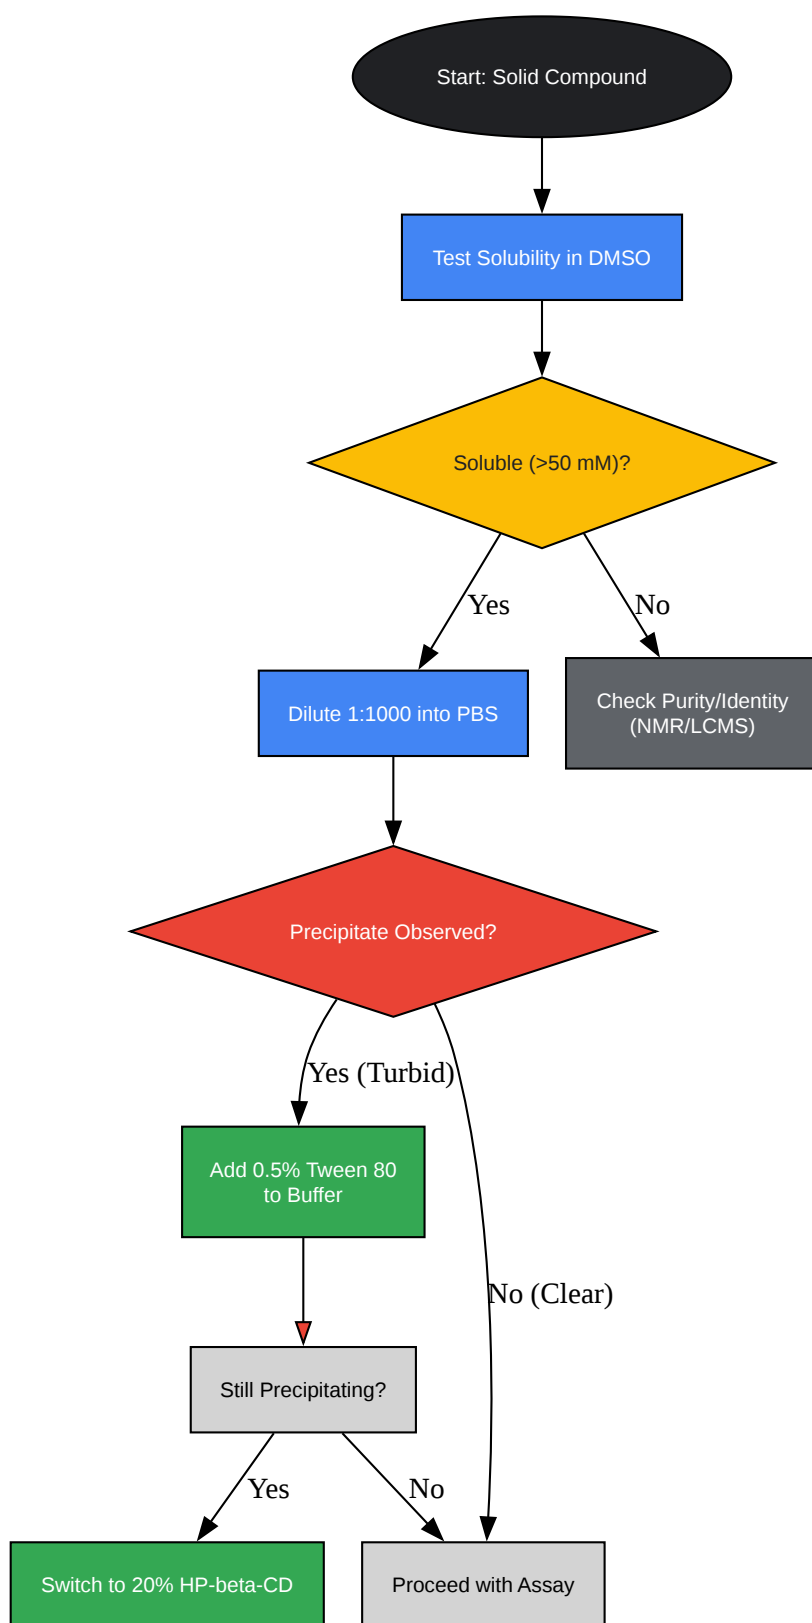 Start: Solid Compound
Test Solubility in DMSO
Soluble (>50 mM)?
Yes
No
Dilute 1:1000 into PBS
Check Purity/Identity
(NMR/LCMS)
Precipitate Observed?
Yes (Turbid)
Add 0.5% Tween 80
to Buffer
No (Clear)
Still Precipitating?
Yes
No
Switch to 20% HP-beta-CD
Proceed with Assay